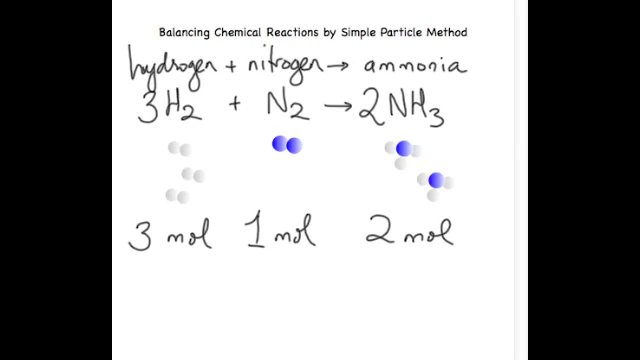 Balancing Chemical Reactions by Simple Particle Method
hydrogen + nitrogen → ammonia
3H₂ + N₂ → 2NH₃
3 mol 1 mol 2 mol